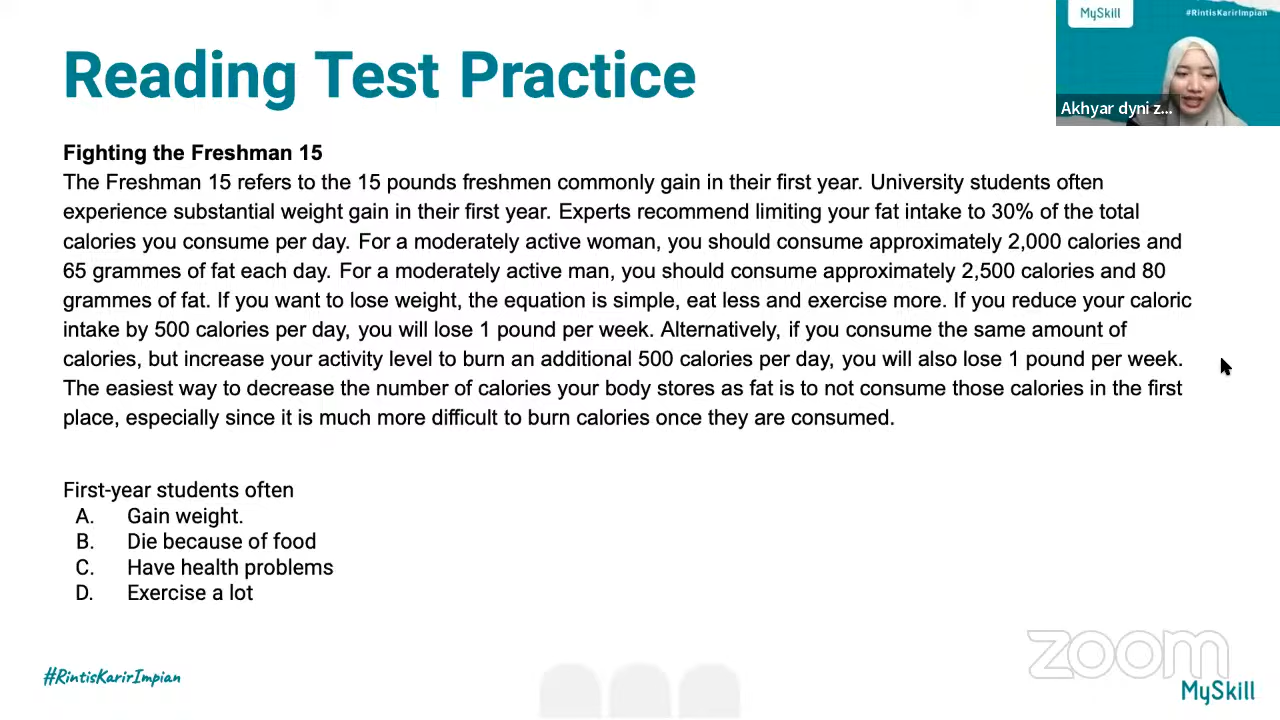 MySkill
#RintisKarirImpian
Reading Test Practice
Akhyar dyni z...
Fighting the Freshman 15
The Freshman 15 refers to the 15 pounds freshmen commonly gain in their first year. University students often
experience substantial weight gain in their first year. Experts recommend limiting your fat intake to 30% of the total
calories you consume per day. For a moderately active woman, you should consume approximately 2,000 calories and
65 grammes of fat each day. For a moderately active man, you should consume approximately 2,500 calories and 80
grammes of fat. If you want to lose weight, the equation is simple, eat less and exercise more. If you reduce your caloric
intake by 500 calories per day, you will lose 1 pound per week. Alternatively, if you consume the same amount of
calories, but increase your activity level to burn an additional 500 calories per day, you will also lose 1 pound per week.
The easiest way to decrease the number of calories your body stores as fat is to not consume those calories in the first
place, especially since it is much more difficult to burn calories once they are consumed.
First-year students often
A. Gain weight.
B. Die because of food
C. Have health problems
D. Exercise a lot
zoom
#RintisKarirImpian
MySkill